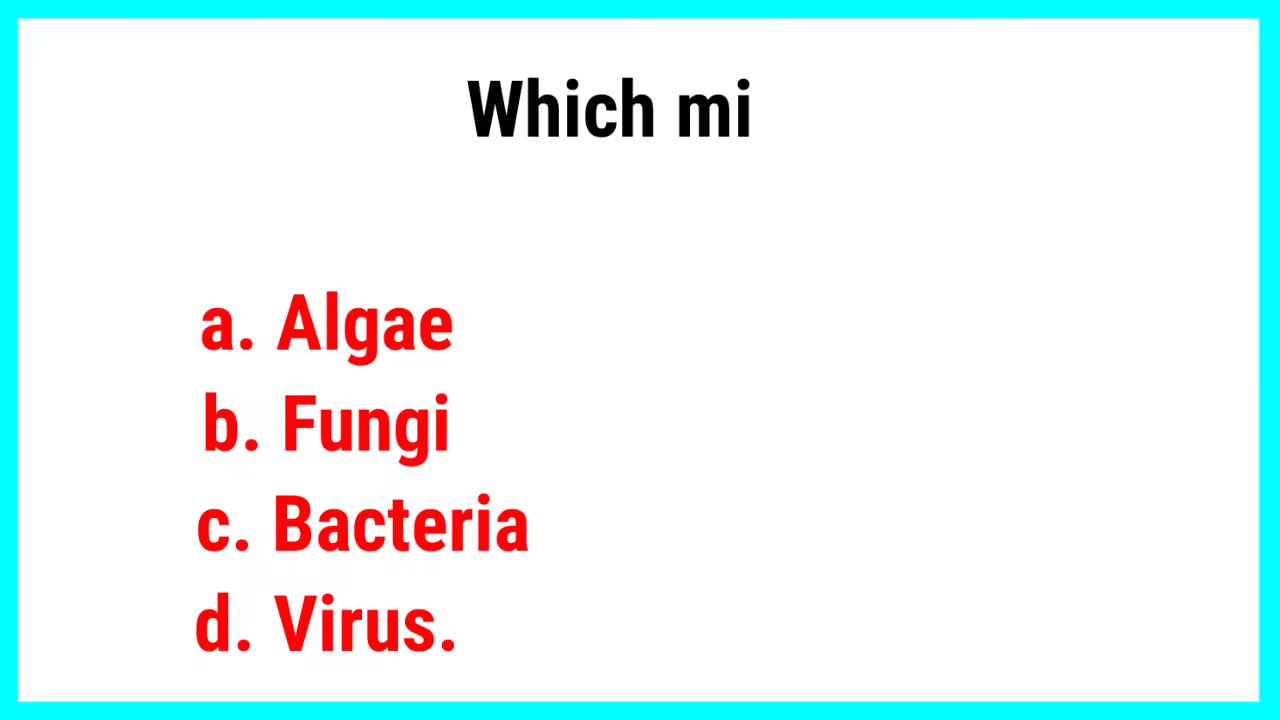 Which mi
a. Algae
b. Fungi
c. Bacteria
d. Virus.